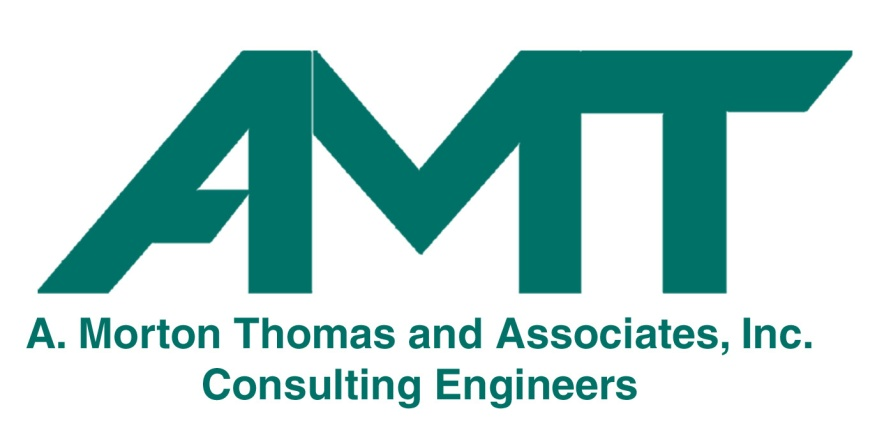 AMT
A. Morton Thomas and Associates, Inc.
Consulting Engineers